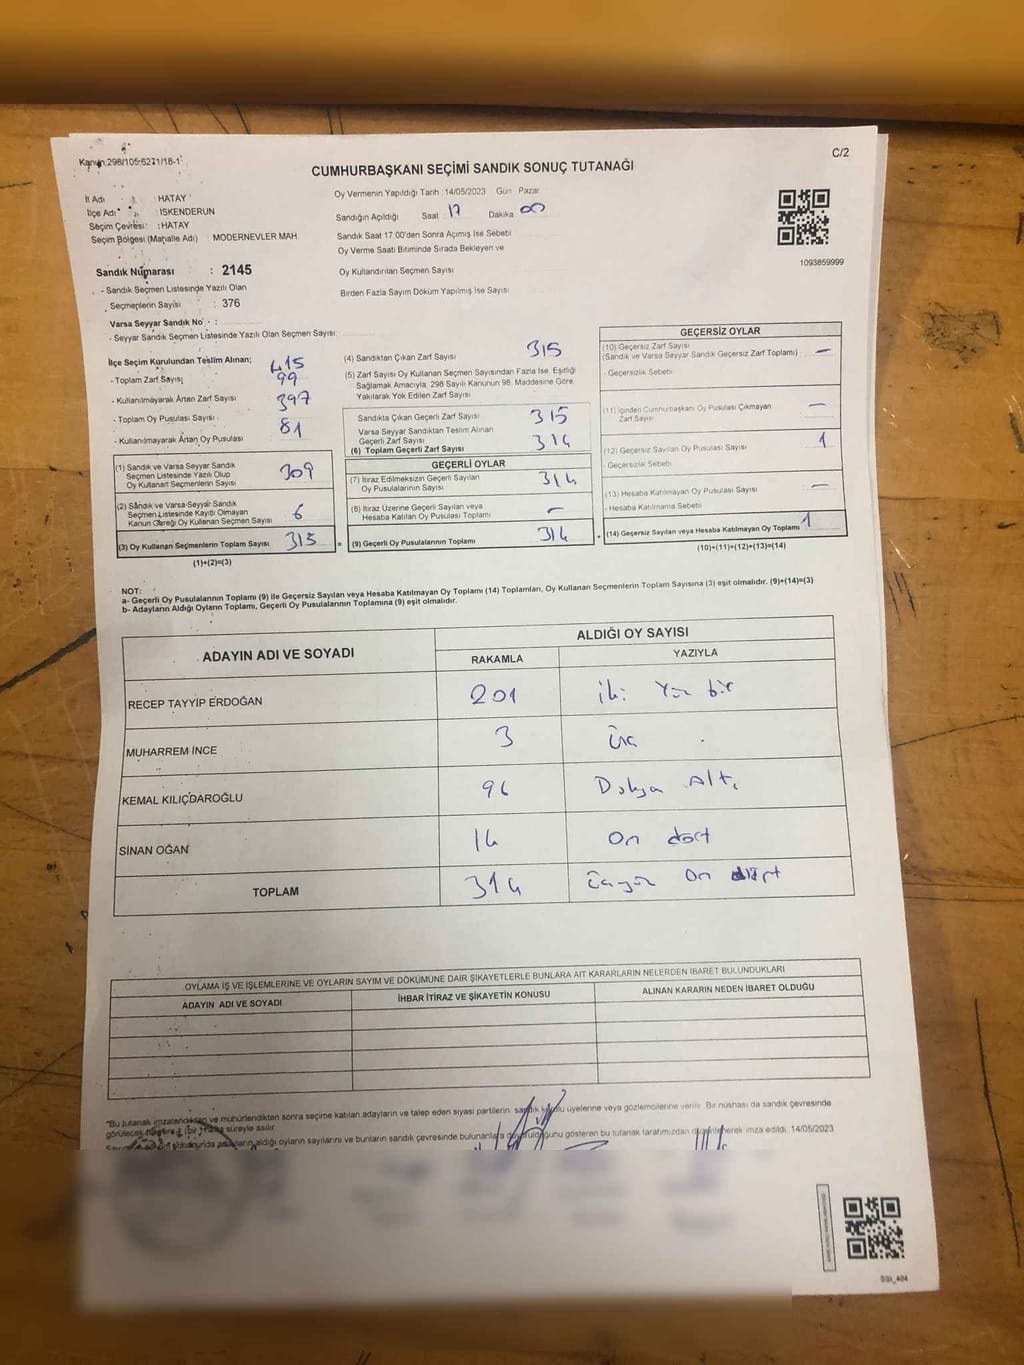 Kanun 298/105-6271/18-1
C/2
CUMHURBAŞKANI SEÇİMİ SANDIK SONUÇ TUTANAĞI
İl Adı : HATAY
İlçe Adı : İSKENDERUN
Seçim Çevresi : HATAY
Seçim Bölgesi (Mahalle Adı) : MODERNEVLER MAH
Sandık Numarası : 2145
- Sandık Seçmen Listesinde Yazılı Olan
Seçmenlerin Sayısı : 376
Varsa Seyyar Sandık No :
- Seyyar Sandık Seçmen Listesinde Yazılı Olan Seçmen Sayısı:
Oy Vermenin Yapıldığı Tarih : 14/05/2023 Gün Pazar
Sandığın Açıldığı Saat 17 Dakika 00
Sandık Saat 17:00'den Sonra Açımış İse Sebebi
Oy Verme Saati Bitiminde Sırada Bekleyen ve
Oy Kullandırılan Seçmen Sayısı
Birden Fazla Sayım Döküm Yapılmış İse Sayısı
1093859999
İlçe Seçim Kurulundan Teslim Alınan;
- Toplam Zarf Sayısı 415
- Kullanılmayarak Artan Zarf Sayısı 99
- Toplam Oy Pusulası Sayısı 397
- Kullanılmayarak Artan Oy Pusulası 81
(1) Sandık ve Varsa Seyyar Sandık
Seçmen Listesinde Yazılı Olup
Oy Kullanan Seçmenlerin Sayısı 309
(2) Sandık ve Varsa Seyyar Sandık
Seçmen Listesinde Kayıtlı Olmayan
Kanun Gereği Oy Kullanan Seçmen Sayısı 6
(3) Oy Kullanan Seçmenlerin Toplam Sayısı 315 =
(1)+(2)=(3)
(4) Sandıktan Çıkan Zarf Sayısı 315
(5) Zarf Sayısı Oy Kullanan Seçmen Sayısından Fazla İse, Eşitliği
Sağlamak Amacıyla, 298 Sayılı Kanunun 98. Maddesine Göre
Yakılarak Yok Edilen Zarf Sayısı
Sandıkta Çıkan Geçerli Zarf Sayısı 315
Varsa Seyyar Sandıktan Teslim Alınan
Geçerli Zarf Sayısı
(6) Toplam Geçerli Zarf Sayısı 314
GEÇERLİ OYLAR
(7) İtiraz Edilmeksizin Geçerli Sayılan
Oy Pusulalarının Sayısı 314
(8) İtiraz Üzerine Geçerli Sayılan veya
Hesaba Katılan Oy Pusulası Toplamı –
(9) Geçerli Oy Pusulalarının Toplamı 314 +
GEÇERSİZ OYLAR
(10) Geçersiz Zarf Sayısı
(Sandık ve Varsa Seyyar Sandık Geçersiz Zarf Toplamı) –
- Geçersizlik Sebebi
(11) İçinden Cumhurbaşkanı Oy Pusulası Çıkmayan
Zarf Sayısı –
(12) Geçersiz Sayılan Oy Pusulası Sayısı 1
- Geçersizlik Sebebi
(13) Hesaba Katılmayan Oy Pusulası Sayısı –
- Hesaba Katılmama Sebebi
(14) Geçersiz Sayılan veya Hesaba Katılmayan Oy Toplamı 1
(10)+(11)+(12)+(13)=(14)
NOT:
a- Geçerli Oy Pusulalarının Toplamı (9) ile Geçersiz Sayılan veya Hesaba Katılmayan Oy Toplamı (14) Toplamları, Oy Kullanan Seçmenlerin Toplam Sayısına (3) eşit olmalıdır. (9)+(14)=(3)
b- Adayların Aldığı Oyların Toplamı, Geçerli Oy Pusulalarının Toplamına (9) eşit olmalıdır.
ADAYIN ADI VE SOYADI ALDIĞI OY SAYISI
RAKAMLA YAZIYLA
RECEP TAYYİP ERDOĞAN 201 iki Yüz bir
MUHARREM İNCE 3 Üç
KEMAL KILIÇDAROĞLU 96 Doksan Altı
SİNAN OĞAN 14 On dört
TOPLAM 314 Üçyüz On dört
OYLAMA İŞ VE İŞLEMLERİNE VE OYLARIN SAYIM VE DÖKÜMÜNE DAİR ŞİKAYETLERLE BUNLARA AİT KARARLARIN NELERDEN İBARET BULUNDUKLARI
ADAYIN ADI VE SOYADI İHBAR İTİRAZ VE ŞİKAYETİN KONUSU ALINAN KARARIN NEDEN İBARET OLDUĞU
"Bu tutanak imzalandıktan ve mühürlendikten sonra seçime katılan adayların ve talep eden siyasi partilerin sandık kurulu üyelerine veya gözlemcilerine verilir. Bir nüshası da sandık çevresinde
görülecek bir yere 1 (bir) hafta süreyle asılır.
aldığı oyların sayılarını ve bunların sandık çevresinde bulunanlara duyurulduğunu gösteren bu tutanak tarafımızdan düzenlenerek imza edildi. 14/05/2023
SSI_404